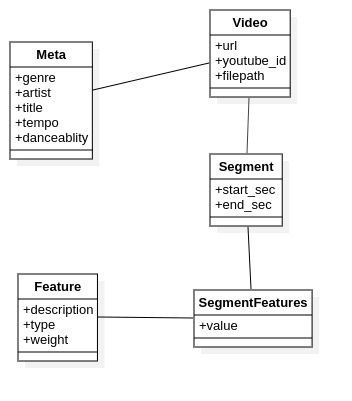 Video
+url
+youtube_id
+filepath
Meta
+genre
+artist
+title
+tempo
+danceablity
Segment
+start_sec
+end_sec
Feature
+description
+type
+weight
SegmentFeatures
+value